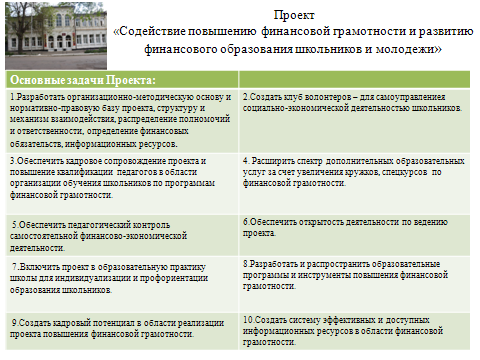 Проект
«Содействие повышению финансовой грамотности и развитию
финансового образования школьников и молодежи»
Основные задачи Проекта:
1 Разработать организационно-методическую основу и
нормативно-правовую базу проекта, структуру и
механизм взаимодействия, распределение полномочий
и ответственности, определение финансовых
обязательств, информационных ресурсов.
2.Создать клуб волонтеров – для самоуправления
социально-экономической деятельностью школьников.
3.Обеспечить кадровое сопровождение проекта и
повышение квалификации педагогов в области
организации обучения школьников по программам
финансовой грамотности.
4. Расширить спектр дополнительных образовательных
услуг за счет увеличения кружков, спецкурсов по
финансовой грамотности.
5.Обеспечить педагогический контроль
самостоятельной финансово-экономической
деятельности.
6.Обеспечить открытость деятельности по ведению
проекта.
7.Включить проект в образовательную практику
школы для индивидуализации и профориентации
образования школьников.
8.Разработать и распространить образовательные
программы и инструменты повышения финансовой
грамотности.
9.Создать кадровый потенциал в области реализации
проекта повышения финансовой грамотности.
10.Создать систему эффективных и доступных
информационных ресурсов в области финансовой
грамотности.